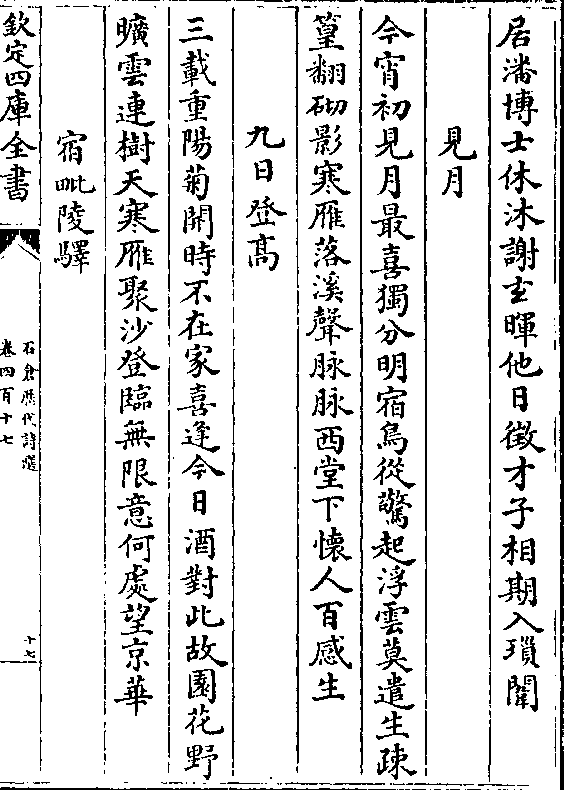 居潘博士休沐謝玄暉他日徵才子相期入瑣闈
見月
今宵初見月最喜獨分明宿鳥從驚起浮雲莫遣生疎
篁翻砌影寒雁落溪聲脉脉西堂下懐人百感生
九日登高
三載重陽菊開時不在家喜逢今日酒對此故園花野
曠雲連樹天寒雁聚沙登臨無限意何處望京華
宿毗陵驛
欽定四庫全書
石倉歴代詩選
卷四百十七
十七